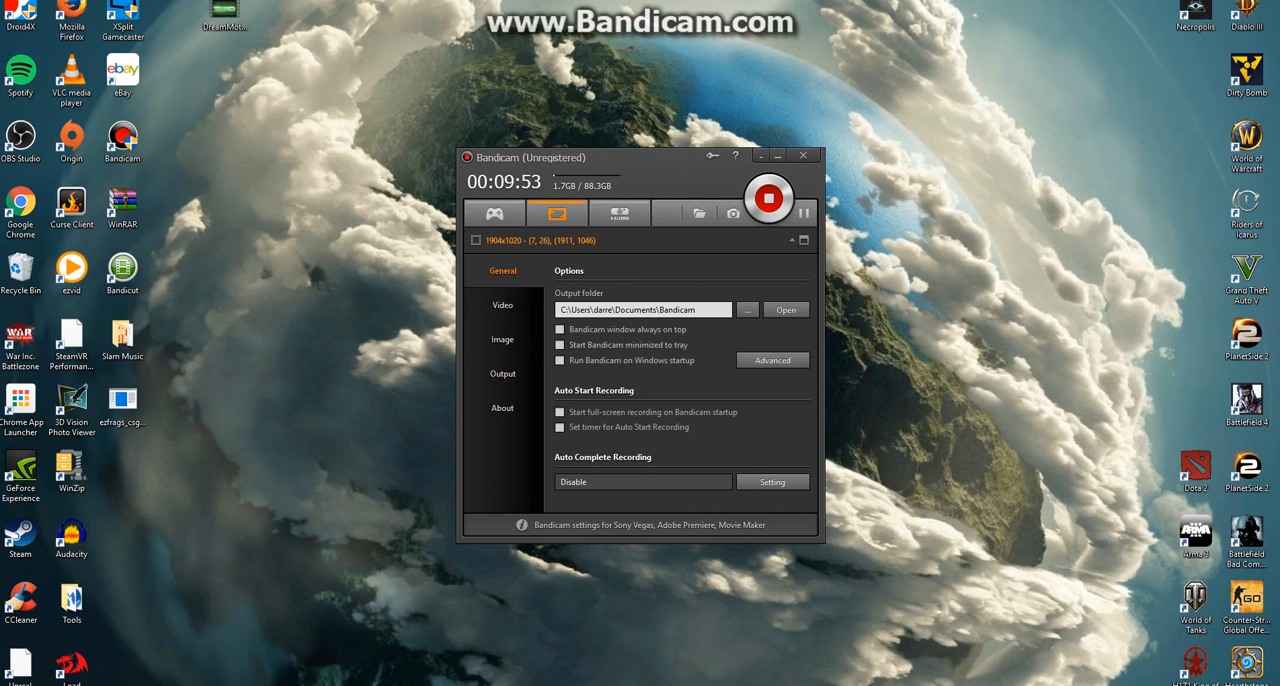 www.Bandicam.com
Droid4X
Mozilla
Firefox
XSplit
Gamecaster
DreamMot...
Necropolis
Diablo III
Spotify
VLC media
player
ebay
eBay
Dirty Bomb
OBS Studio
Origin
Bandicam
World of
Warcraft
Google
Chrome
Curse Client
WinRAR
Riders of
Icarus
Recycle Bin
ezvid
Bandicut
Grand Theft
Auto V
WAR
War Inc.
Battlezone
SteamVR
Performan...
Slam Music
PlanetSide 2
Chrome App
Launcher
3D Vision
Photo Viewer
ezfrags_csg...
Battlefield 4
GeForce
Experience
WinZip
Dota 2
PlanetSide 2
Steam
Audacity
ARMA
Arma 3
Battlefield
Bad Com...
CCleaner
Tools
World of
Tanks
GO
Counter-Str...
Global Offe...
Bandicam (Unregistered)
?
00:09:53
1.7GB / 88.3GB
HDMI
1904x1020 - (7, 26), (1911, 1046)
General
Video
Image
Output
About
Options
Output folder
C:\Users\darre\Documents\Bandicam
...
Open
Bandicam window always on top
Start Bandicam minimized to tray
Run Bandicam on Windows startup
Advanced
Auto Start Recording
Start full-screen recording on Bandicam startup
Set timer for Auto Start Recording
Auto Complete Recording
Disable
Setting
Bandicam settings for Sony Vegas, Adobe Premiere, Movie Maker